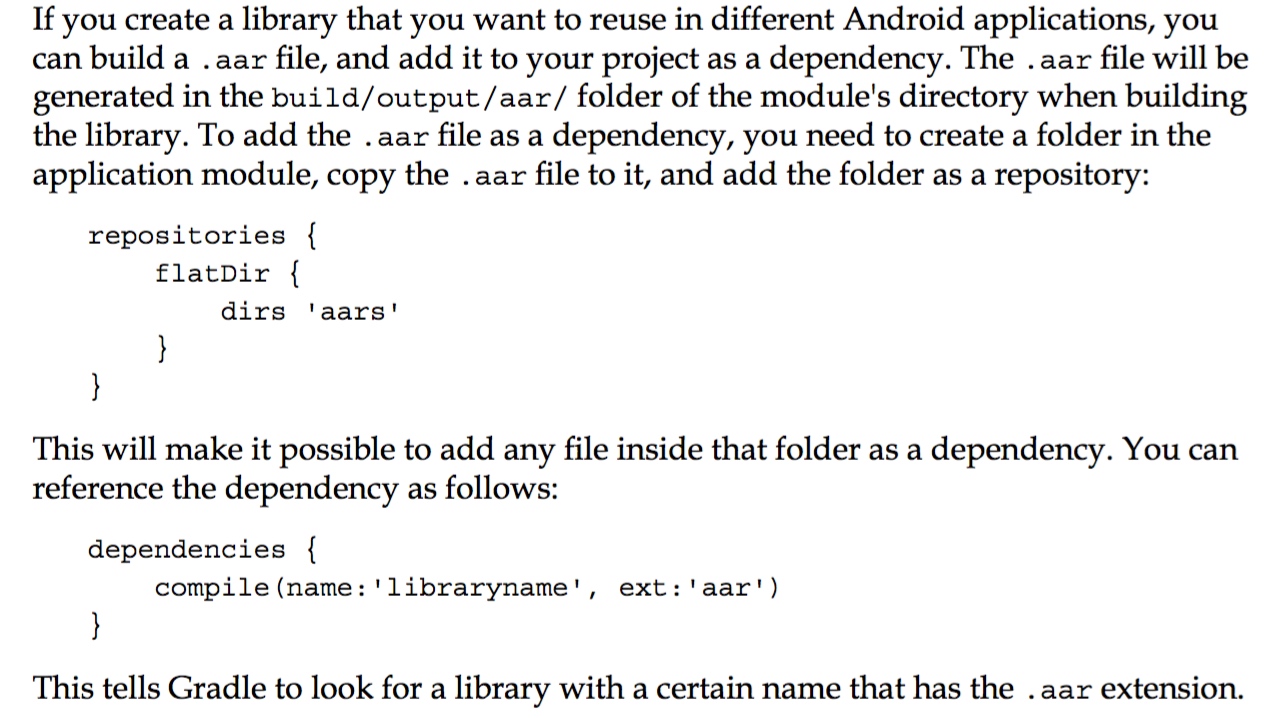 If you create a library that you want to reuse in different Android applications, you
can build a .aar file, and add it to your project as a dependency. The .aar file will be
generated in the build/output/aar/ folder of the module's directory when building
the library. To add the .aar file as a dependency, you need to create a folder in the
application module, copy the .aar file to it, and add the folder as a repository:
repositories {
    flatDir {
        dirs 'aars'
    }
}
This will make it possible to add any file inside that folder as a dependency. You can
reference the dependency as follows:
dependencies {
    compile(name:'libraryname', ext:'aar')
}
This tells Gradle to look for a library with a certain name that has the .aar extension.